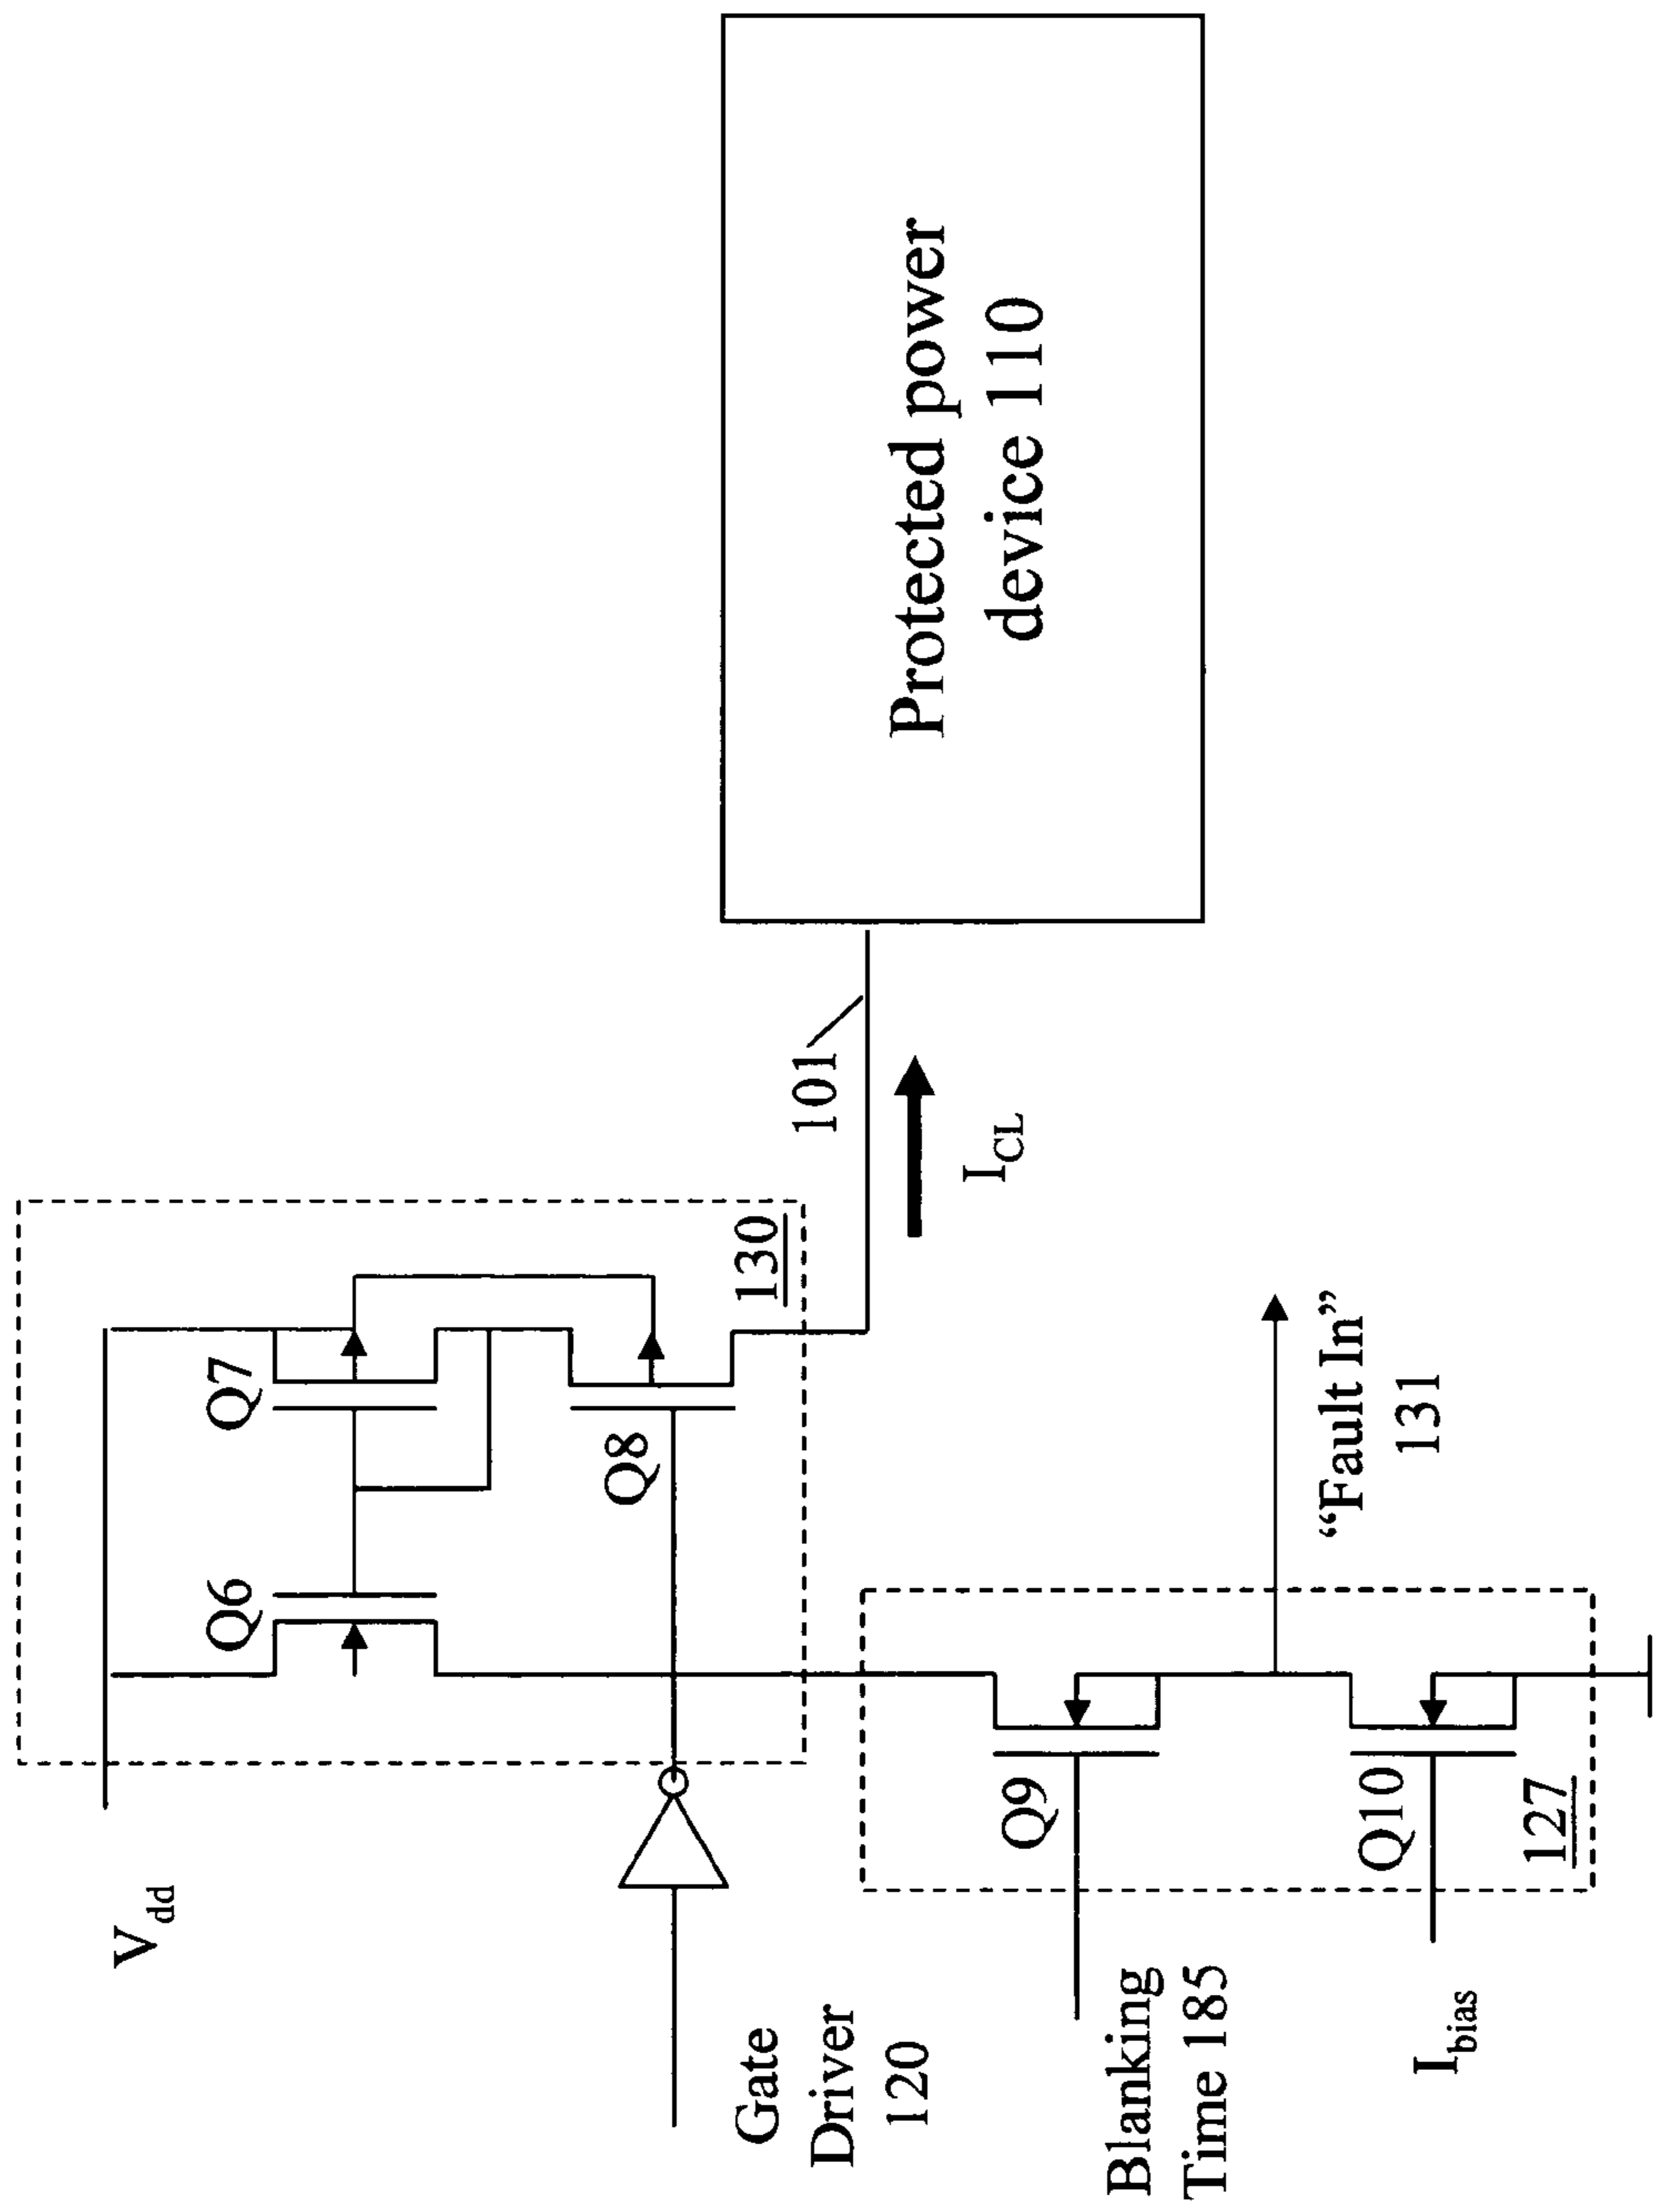 V_dd
Q6
Q7
Q8
130
Gate
Driver
120
101
I_CL
Protected power
device 110
Blanking
Time 185
Q9
I_bias
Q10
127
“Fault In”
131